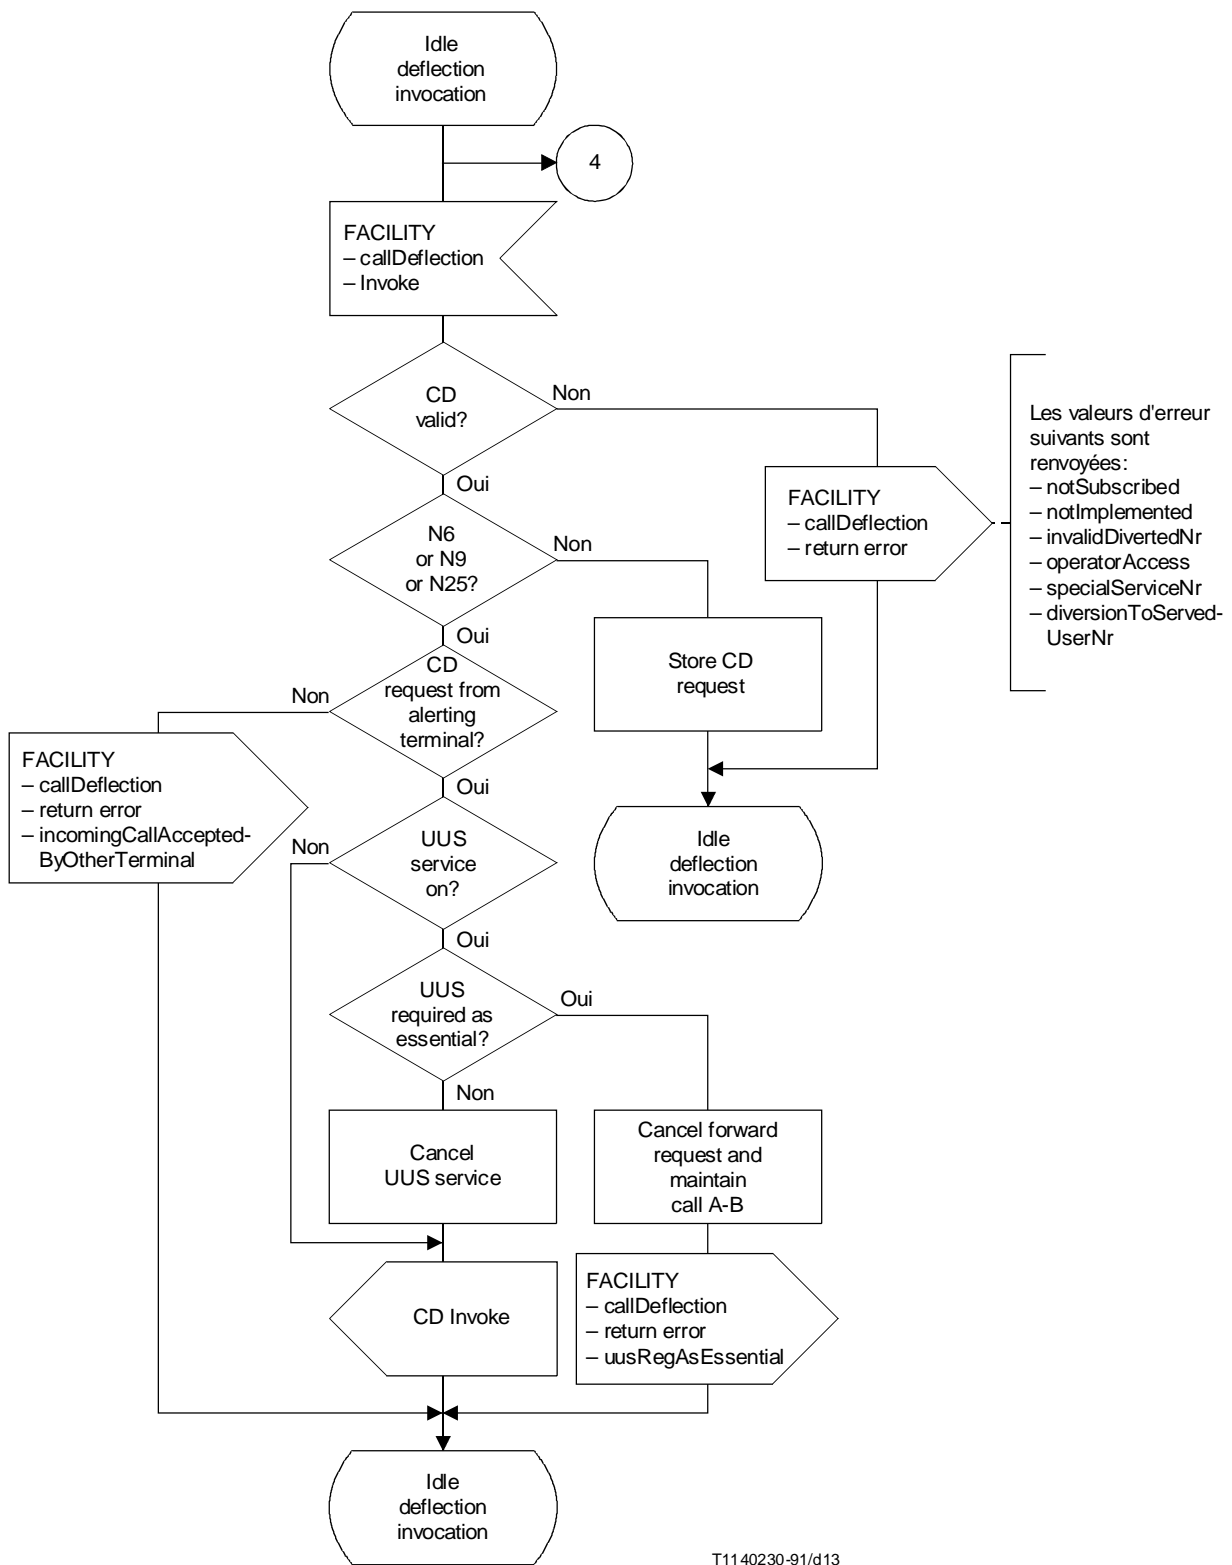 Idle
deflection
invocation
4
FACILITY
– callDeflection
– Invoke
CD
valid?
Non
Oui
Les valeurs d'erreur
suivants sont
renvoyées:
– notSubscribed
– notImplemented
– invalidDivertedNr
– operatorAccess
– specialServiceNr
– diversionToServed-
UserNr
FACILITY
– callDeflection
– return error
N6
or N9
or N25?
Non
Oui
Store CD
request
Idle
deflection
invocation
CD
request from
alerting
terminal?
Non
Oui
FACILITY
– callDeflection
– return error
– incomingCallAccepted-
ByOtherTerminal
UUS
service
on?
Non
Oui
UUS
required as
essential?
Oui
Non
Cancel
UUS service
Cancel forward
request and
maintain
call A-B
CD Invoke
FACILITY
– callDeflection
– return error
– uusRegAsEssential
Idle
deflection
invocation
T1140230-91/d13